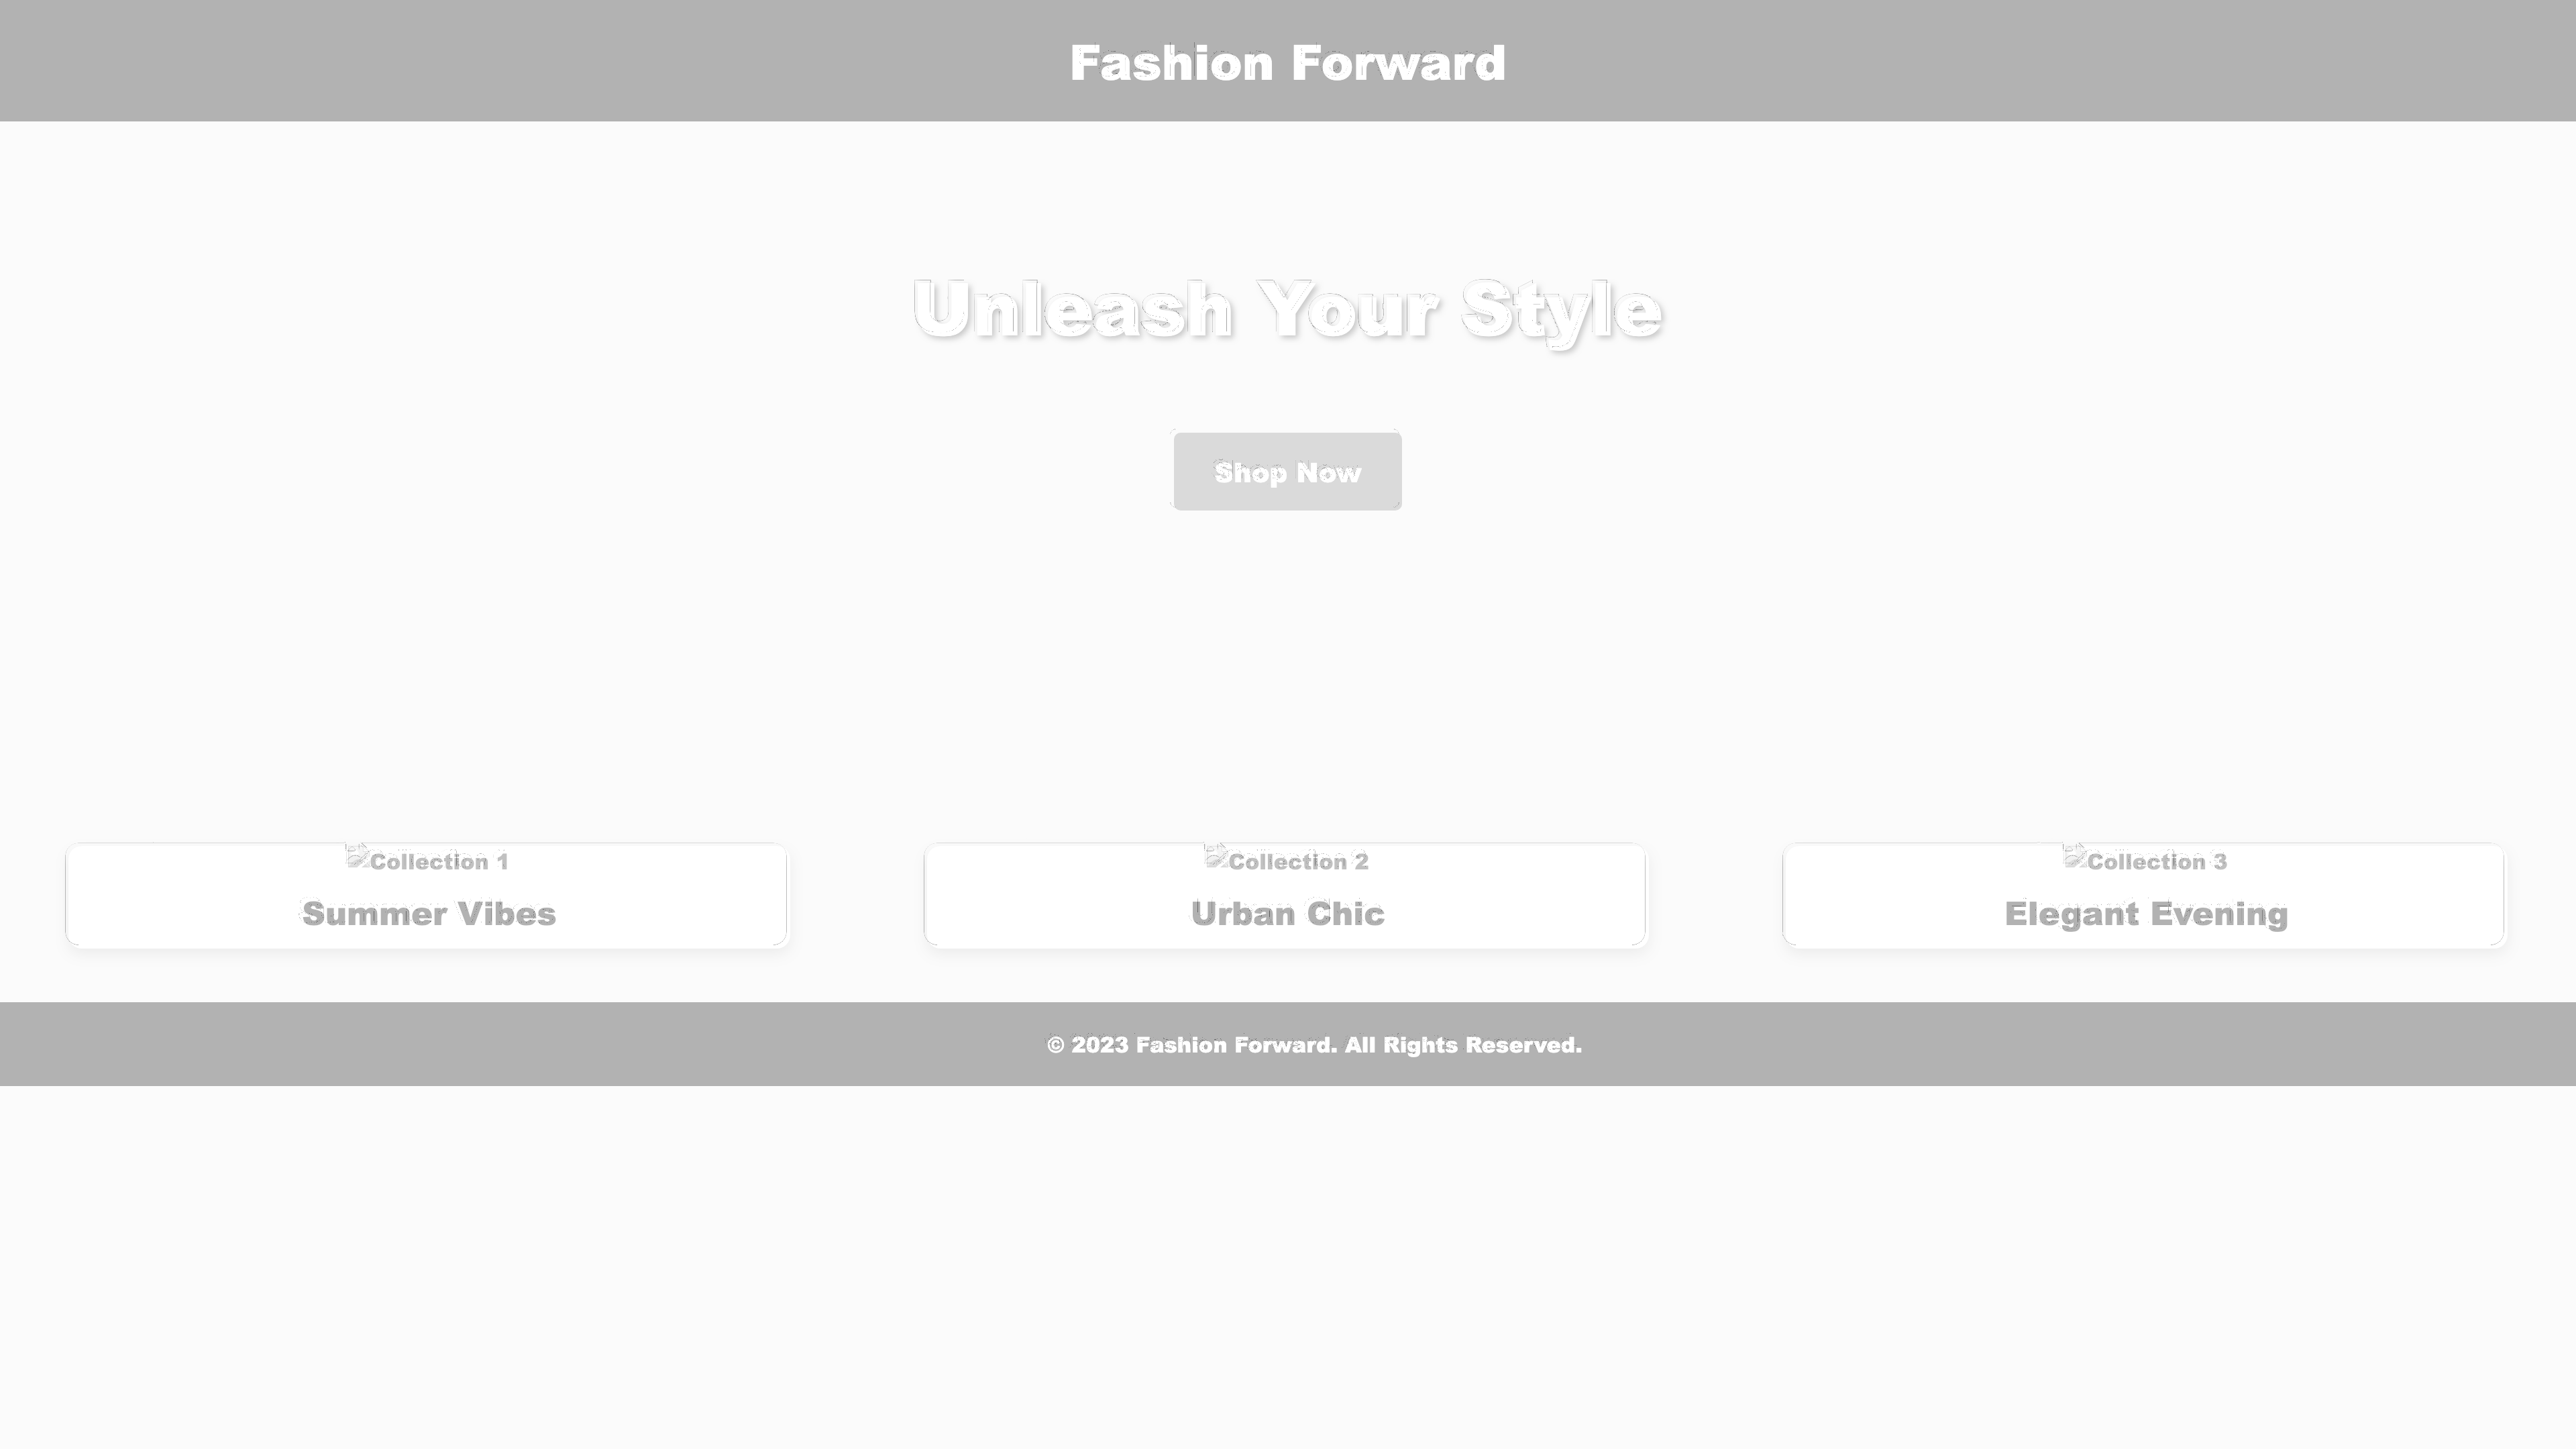 Fashion Forward
Unleash Your Style
Shop Now
Collection 1
Summer Vibes
Collection 2
Urban Chic
Collection 3
Elegant Evening
© 2023 Fashion Forward. All Rights Reserved.